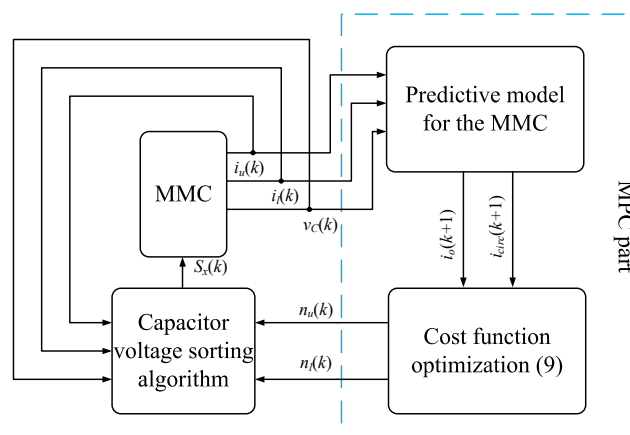 Predictive model
for the MMC
MPC part
MMC
i_u(k)
i_l(k)
v_C(k)
i_o(k+1)
i_circ(k+1)
S_x(k)
Capacitor
voltage sorting
algorithm
n_u(k)
n_l(k)
Cost function
optimization (9)